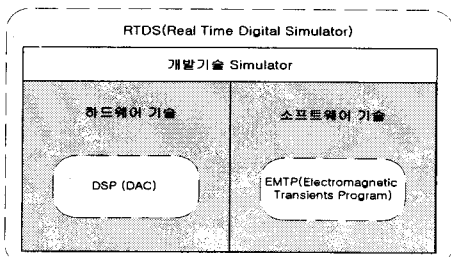 RTDS(Real Time Digital Simulator)
개발기술 Simulator
하드웨어 기술
소프트웨어 기술
DSP (DAC)
EMTP(Electromagnetic
Transients Program)